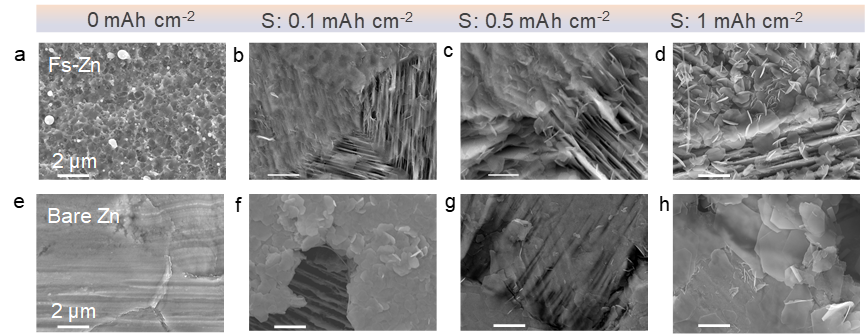 0 mAh cm-2 S: 0.1 mAh cm-2 S: 0.5 mAh cm-2 S: 1 mAh cm-2
a b c d
Fs-Zn
2 μm
e f g h
Bare Zn
2 μm